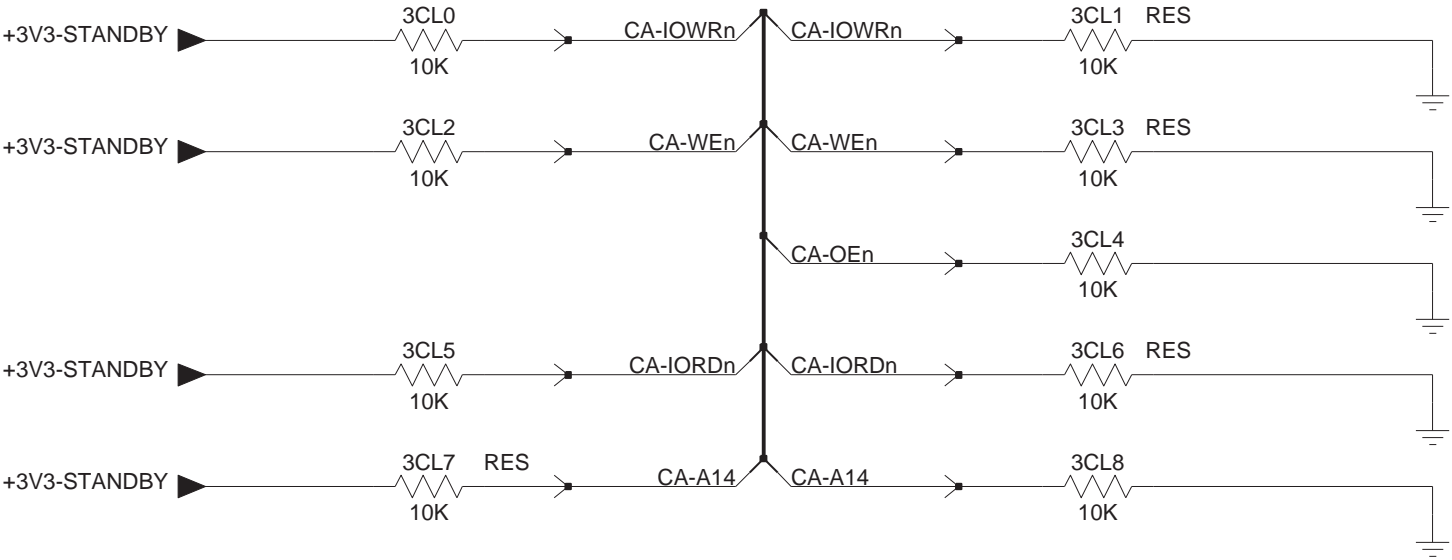 3CL0 3CL1 RES
+3V3-STANDBY CA-IOWRn CA-IOWRn
10K 10K
3CL2 3CL3 RES
+3V3-STANDBY CA-WEn CA-WEn
10K 10K
3CL4
CA-OEn
10K
3CL5 3CL6 RES
+3V3-STANDBY CA-IORDn CA-IORDn
10K 10K
3CL7 RES 3CL8
+3V3-STANDBY CA-A14 CA-A14
10K 10K